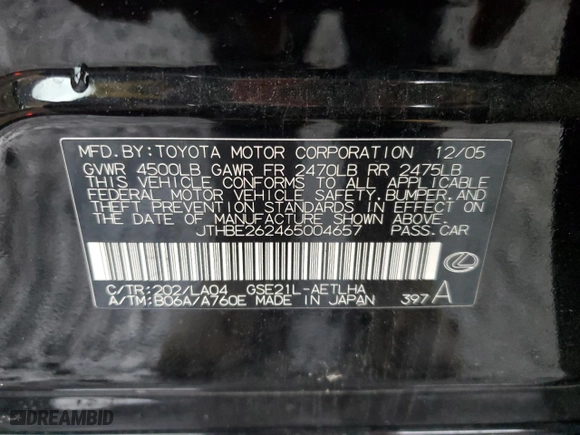 MFD.BY:TOYOTA MOTOR CORPORATION 12/05
GVWR 4500LB GAWR FR 2470LB RR 2475LB
THIS VEHICLE CONFORMS TO ALL APPLICABLE
FEDERAL MOTOR VEHICLE SAFETY,BUMPER,AND
THEFT PREVENTION STANDARDS IN EFFECT ON
THE DATE OF MANUFACTURE SHOWN ABOVE.
JTHBE262465004657 PASS.CAR
C/TR:202/LA04 GSE21L-AETLHA
A/TM:B06A/A760E MADE IN JAPAN 397 A
DREAMBID